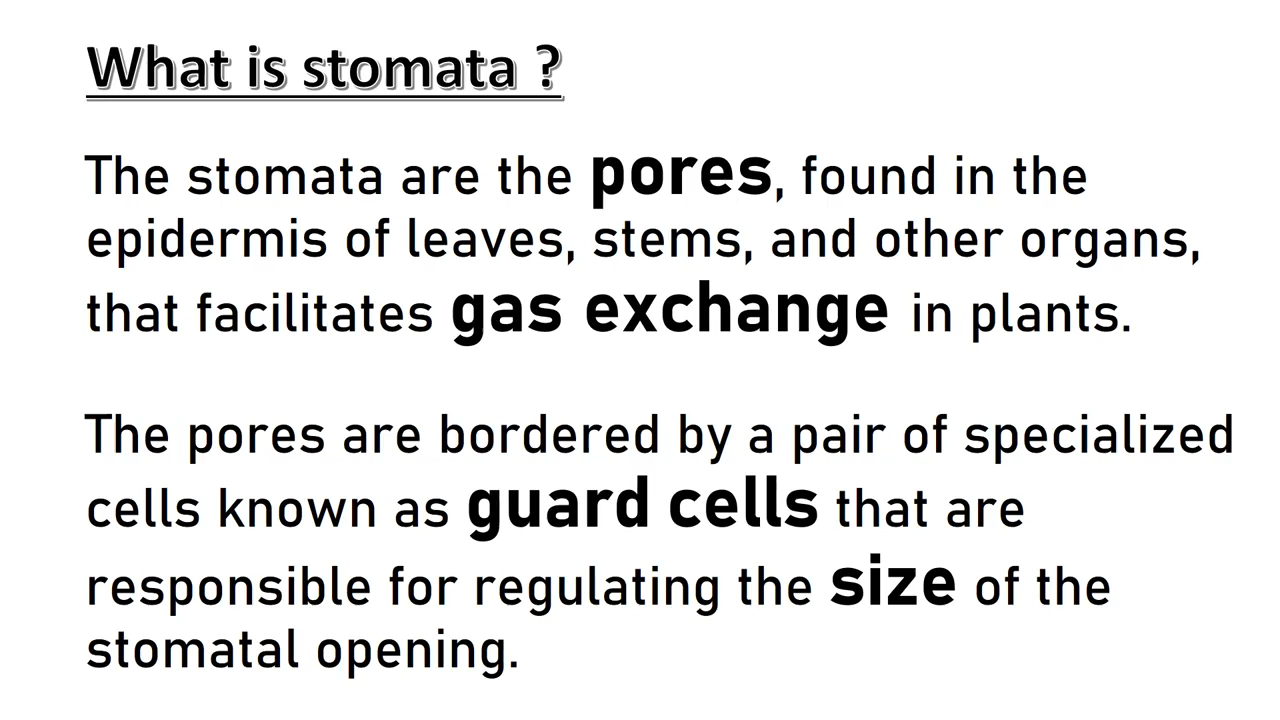 What is stomata ?
The stomata are the pores, found in the
epidermis of leaves, stems, and other organs,
that facilitates gas exchange in plants.
The pores are bordered by a pair of specialized
cells known as guard cells that are
responsible for regulating the size of the
stomatal opening.